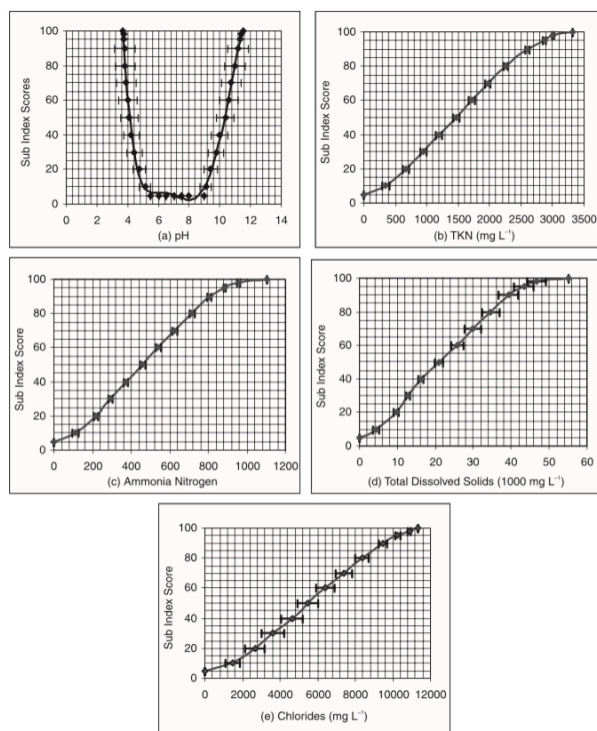 Sub Index Scores
100
80
60
40
20
0
0 2 4 6 8 10 12 14
(a) pH
Sub Index Score
100
80
60
40
20
0
0 500 1000 1500 2000 2500 3000 3500
(b) TKN (mg L⁻¹)
Sub Index Score
100
80
60
40
20
0
0 200 400 600 800 1000 1200
(c) Ammonia Nitrogen
Sub Index Score
100
80
60
40
20
0
0 10 20 30 40 50 60
(d) Total Dissolved Solids (1000 mg L⁻¹)
Sub Index Score
100
80
60
40
20
0
0 2000 4000 6000 8000 10000 12000
(e) Chlorides (mg L⁻¹)